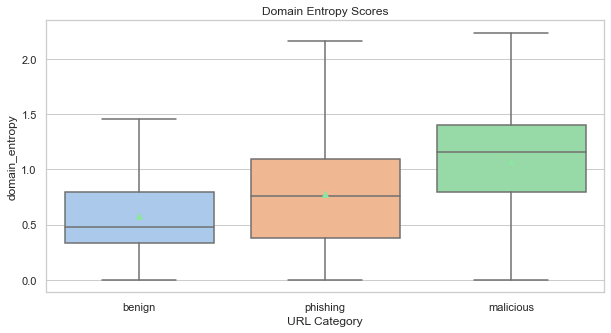 Domain Entropy Scores
domain_entropy
2.0
1.5
1.0
0.5
0.0
benign
phishing
malicious
URL Category